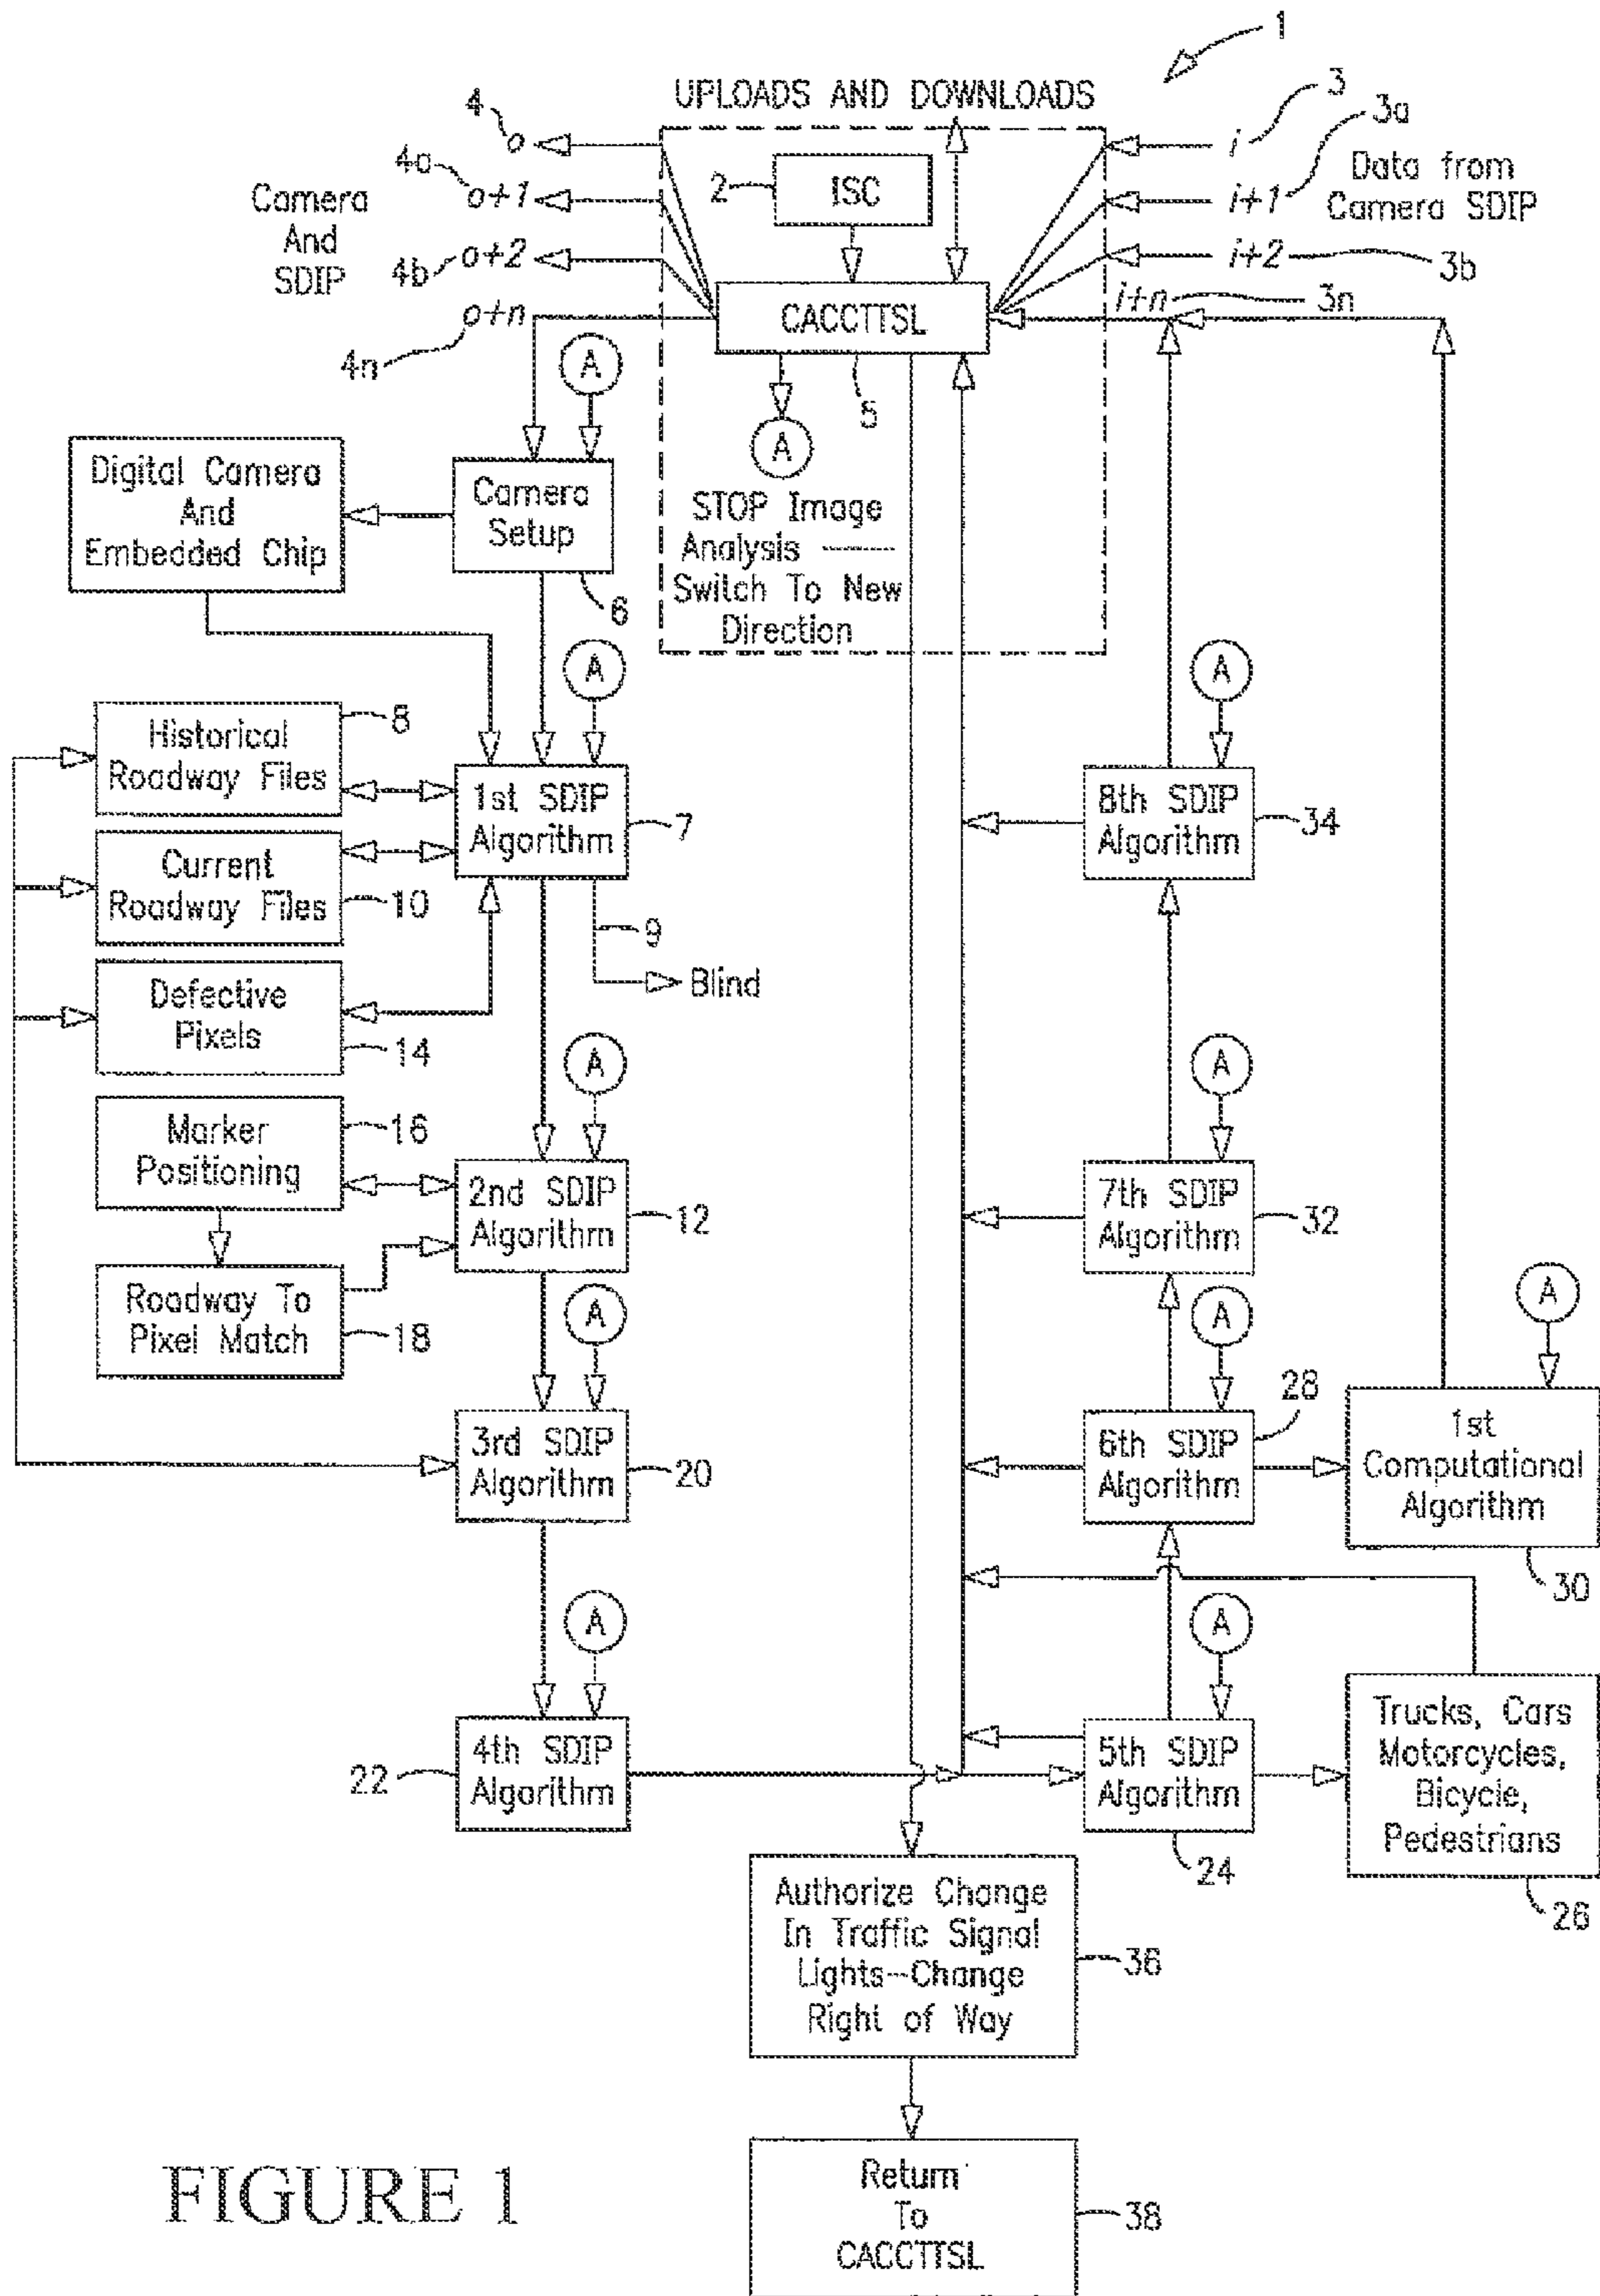 1
UPLOADS AND DOWNLOADS
4
o
4a
o+1
4b
o+2
o+n
4n
Camera
And
SDIP
2
ISC
3
i
3a
i+1
i+2
3b
i+n
3n
Data from
Camera SDIP
CACCTTSL
5
A
STOP Image
Analysis
Switch To New
Direction
A
Camera
Setup
6
Digital Camera
And
Embedded Chip
A
Historical
Roadway Files
8
1st SDIP
Algorithm
7
Current
Roadway Files
10
9
Blind
Defective
Pixels
14
A
Marker
Positioning
16
2nd SDIP
Algorithm
12
Roadway To
Pixel Match
18
A
3rd SDIP
Algorithm
20
A
4th SDIP
Algorithm
22
A
8th SDIP
Algorithm
34
A
7th SDIP
Algorithm
32
A
6th SDIP
Algorithm
28
A
1st
Computational
Algorithm
30
A
5th SDIP
Algorithm
24
Trucks, Cars
Motorcycles,
Bicycle,
Pedestrians
26
Authorize Change
In Traffic Signal
Lights--Change
Right of Way
36
Return
To
CACCTTSL
38
FIGURE 1